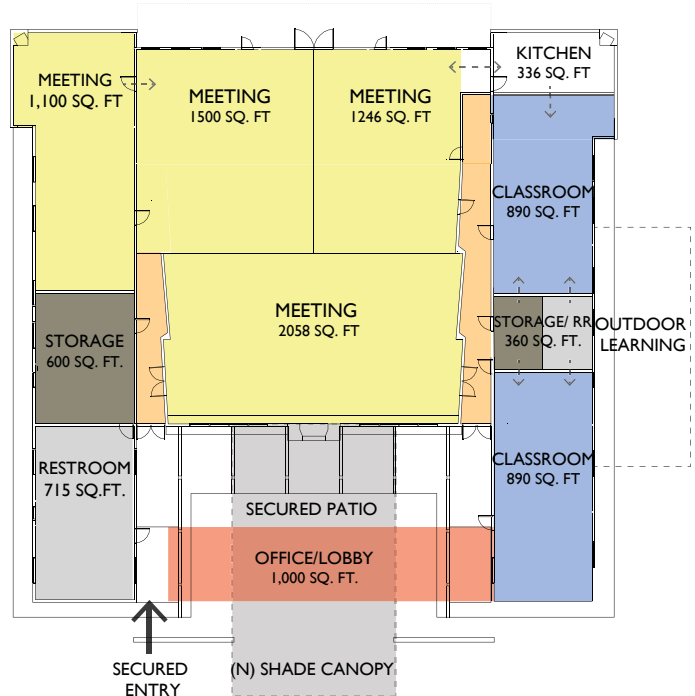 KITCHEN
336 SQ. FT
MEETING
1,100 SQ. FT
MEETING
1500 SQ. FT
MEETING
1246 SQ. FT
CLASSROOM
890 SQ. FT
MEETING
2058 SQ. FT
STORAGE
600 SQ. FT.
STORAGE/ RR
360 SQ. FT.
OUTDOOR
LEARNING
RESTROOM
715 SQ.FT.
CLASSROOM
890 SQ. FT
SECURED PATIO
OFFICE/LOBBY
1,000 SQ. FT.
SECURED
ENTRY
(N) SHADE CANOPY